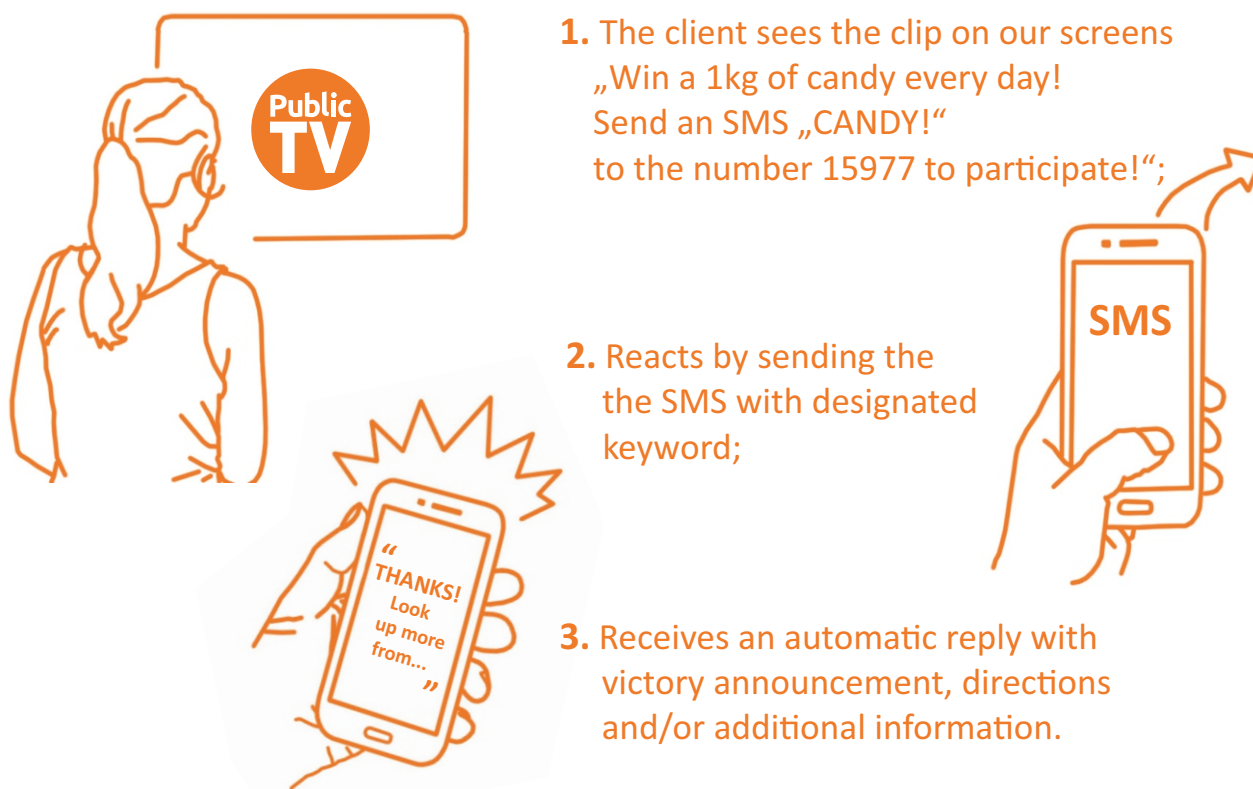 Public
TV
1. The client sees the clip on our screens
„Win a 1kg of candy every day!
Send an SMS „CANDY!“
to the number 15977 to participate!“;
SMS
2. Reacts by sending the
the SMS with designated
keyword;
“
THANKS!
Look
up more
from...
”
3. Receives an automatic reply with
victory announcement, directions
and/or additional information.